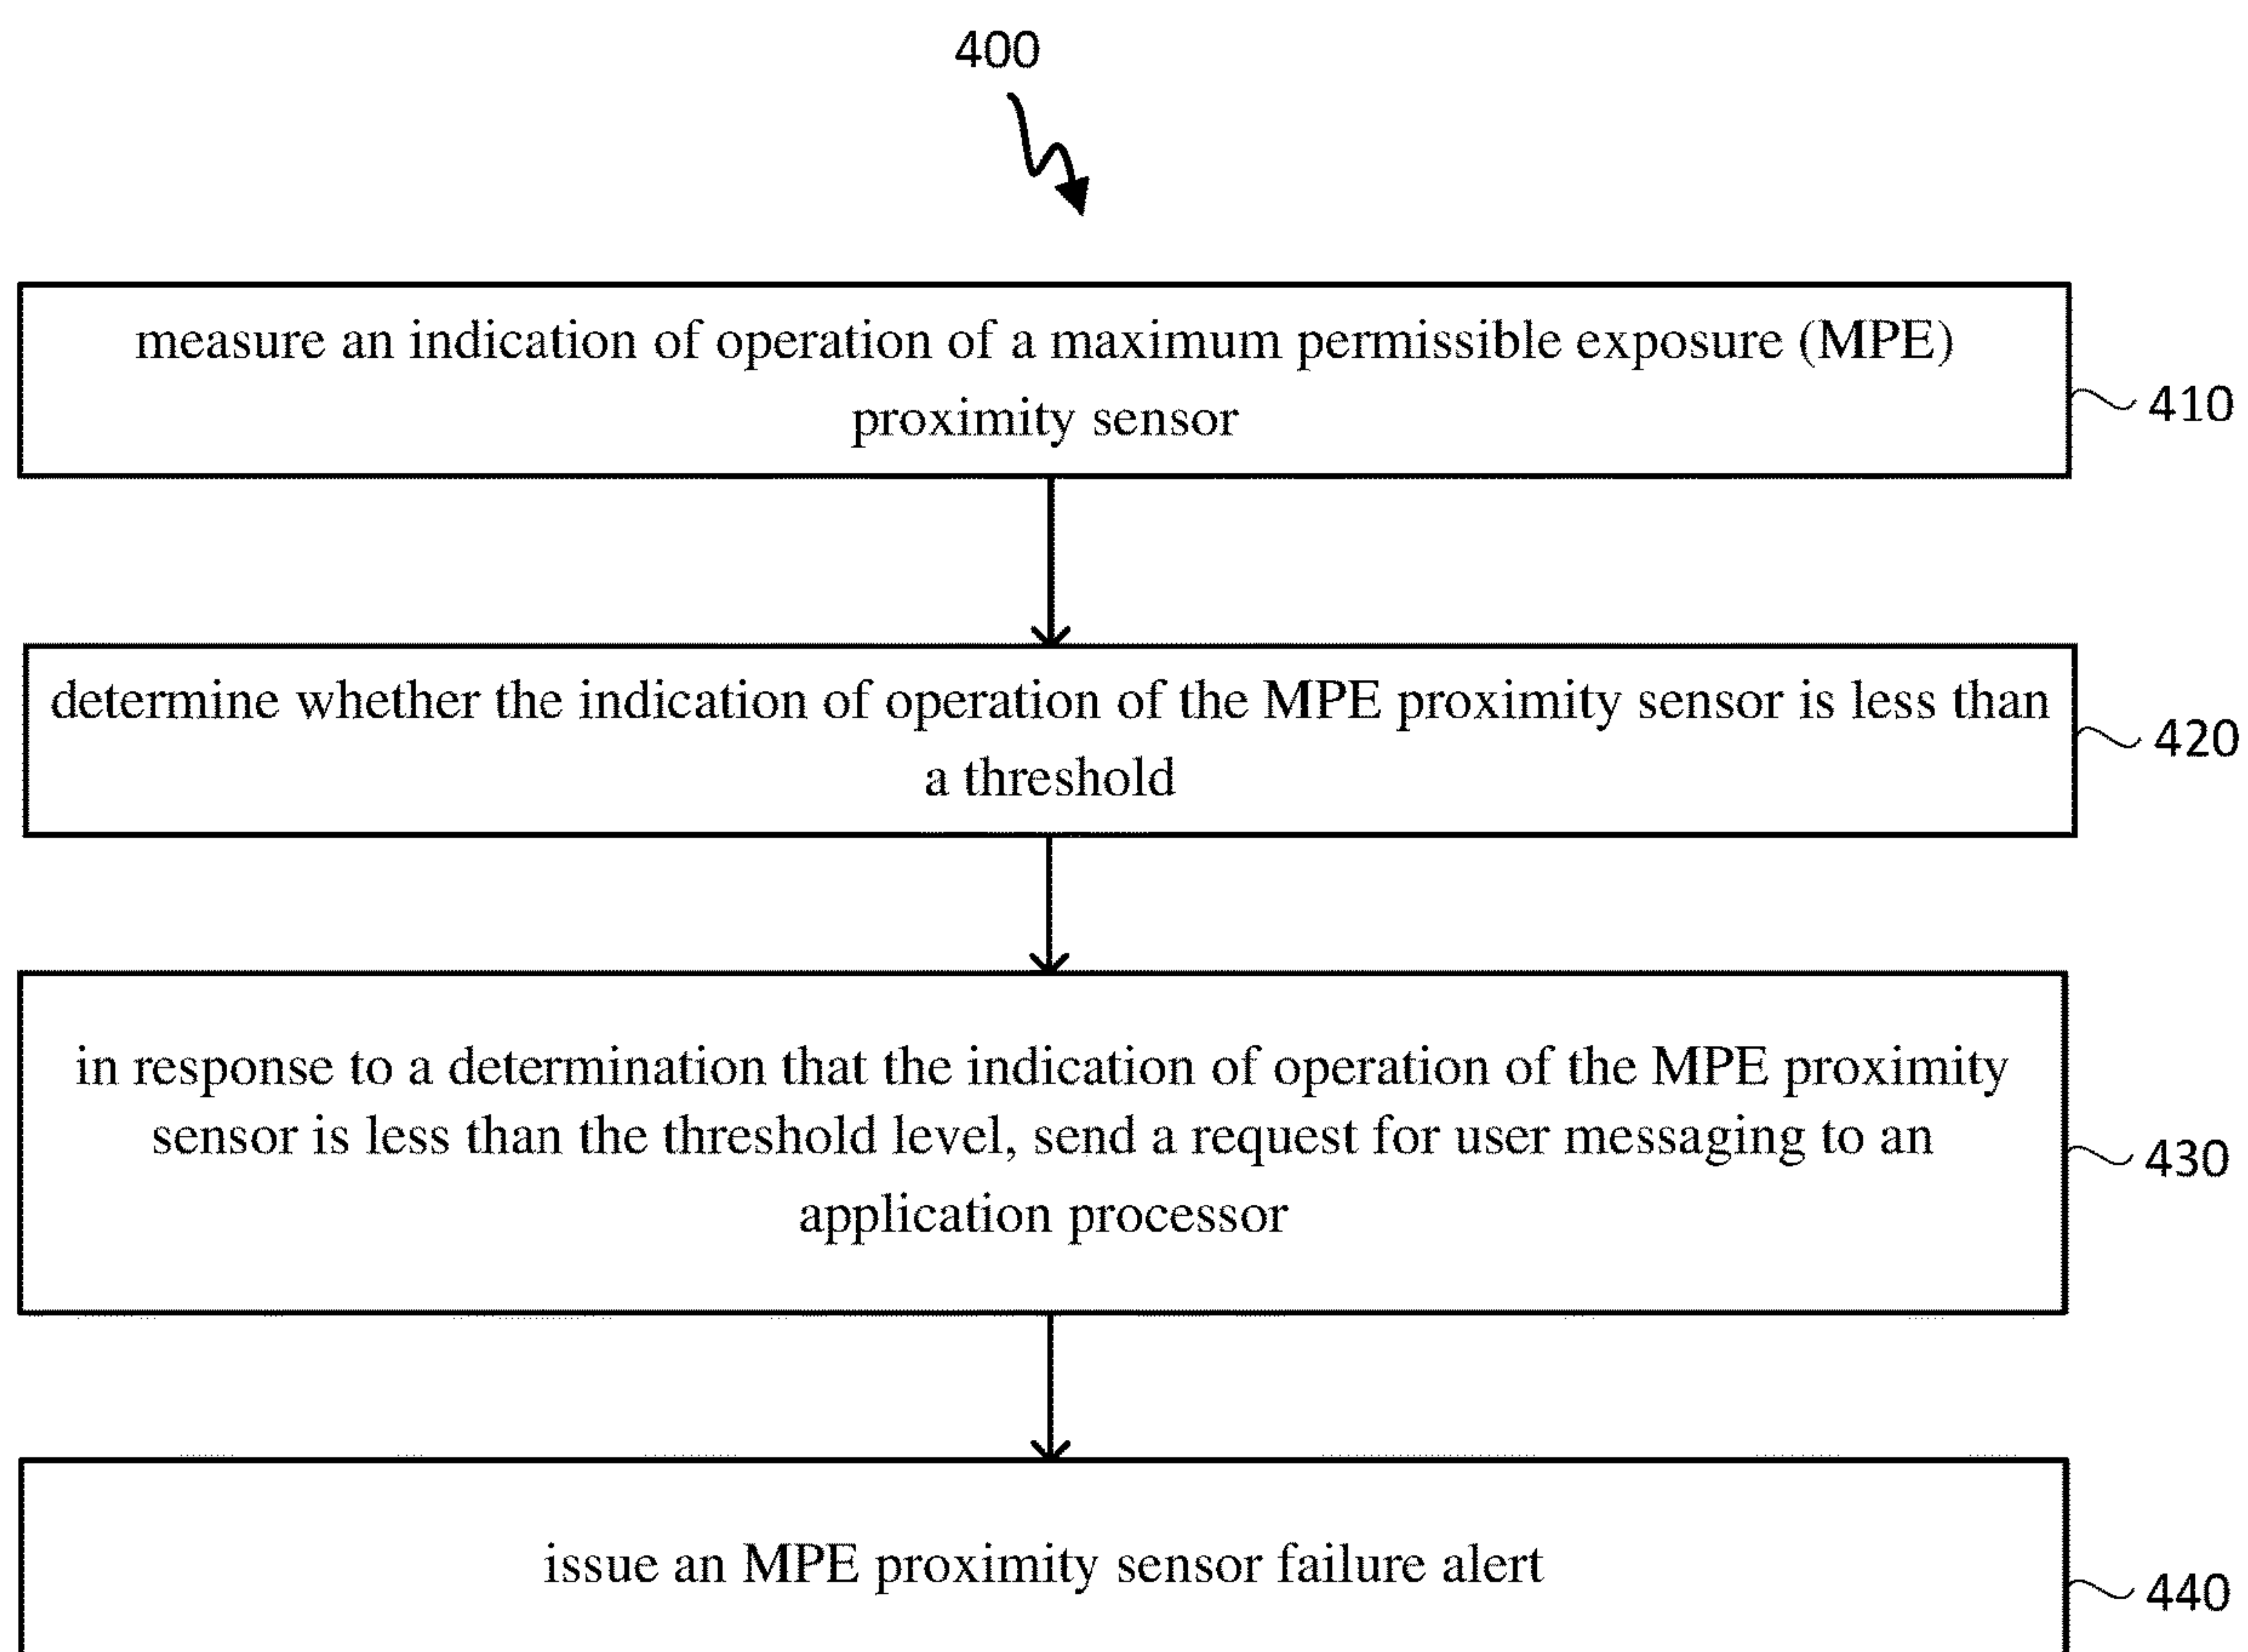 400
measure an indication of operation of a maximum permissible exposure (MPE)
proximity sensor
410
determine whether the indication of operation of the MPE proximity sensor is less than
a threshold
420
in response to a determination that the indication of operation of the MPE proximity
sensor is less than the threshold level, send a request for user messaging to an
application processor
430
issue an MPE proximity sensor failure alert
440